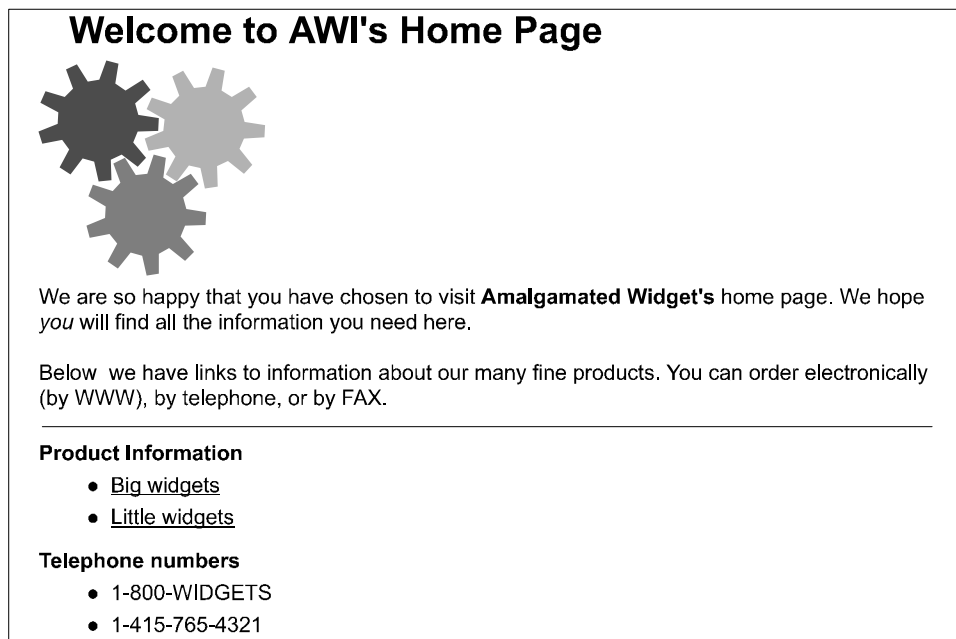 Welcome to AWI's Home Page
We are so happy that you have chosen to visit Amalgamated Widget's home page. We hope
you will find all the information you need here.
Below we have links to information about our many fine products. You can order electronically
(by WWW), by telephone, or by FAX.
Product Information
• Big widgets
• Little widgets
Telephone numbers
• 1-800-WIDGETS
• 1-415-765-4321